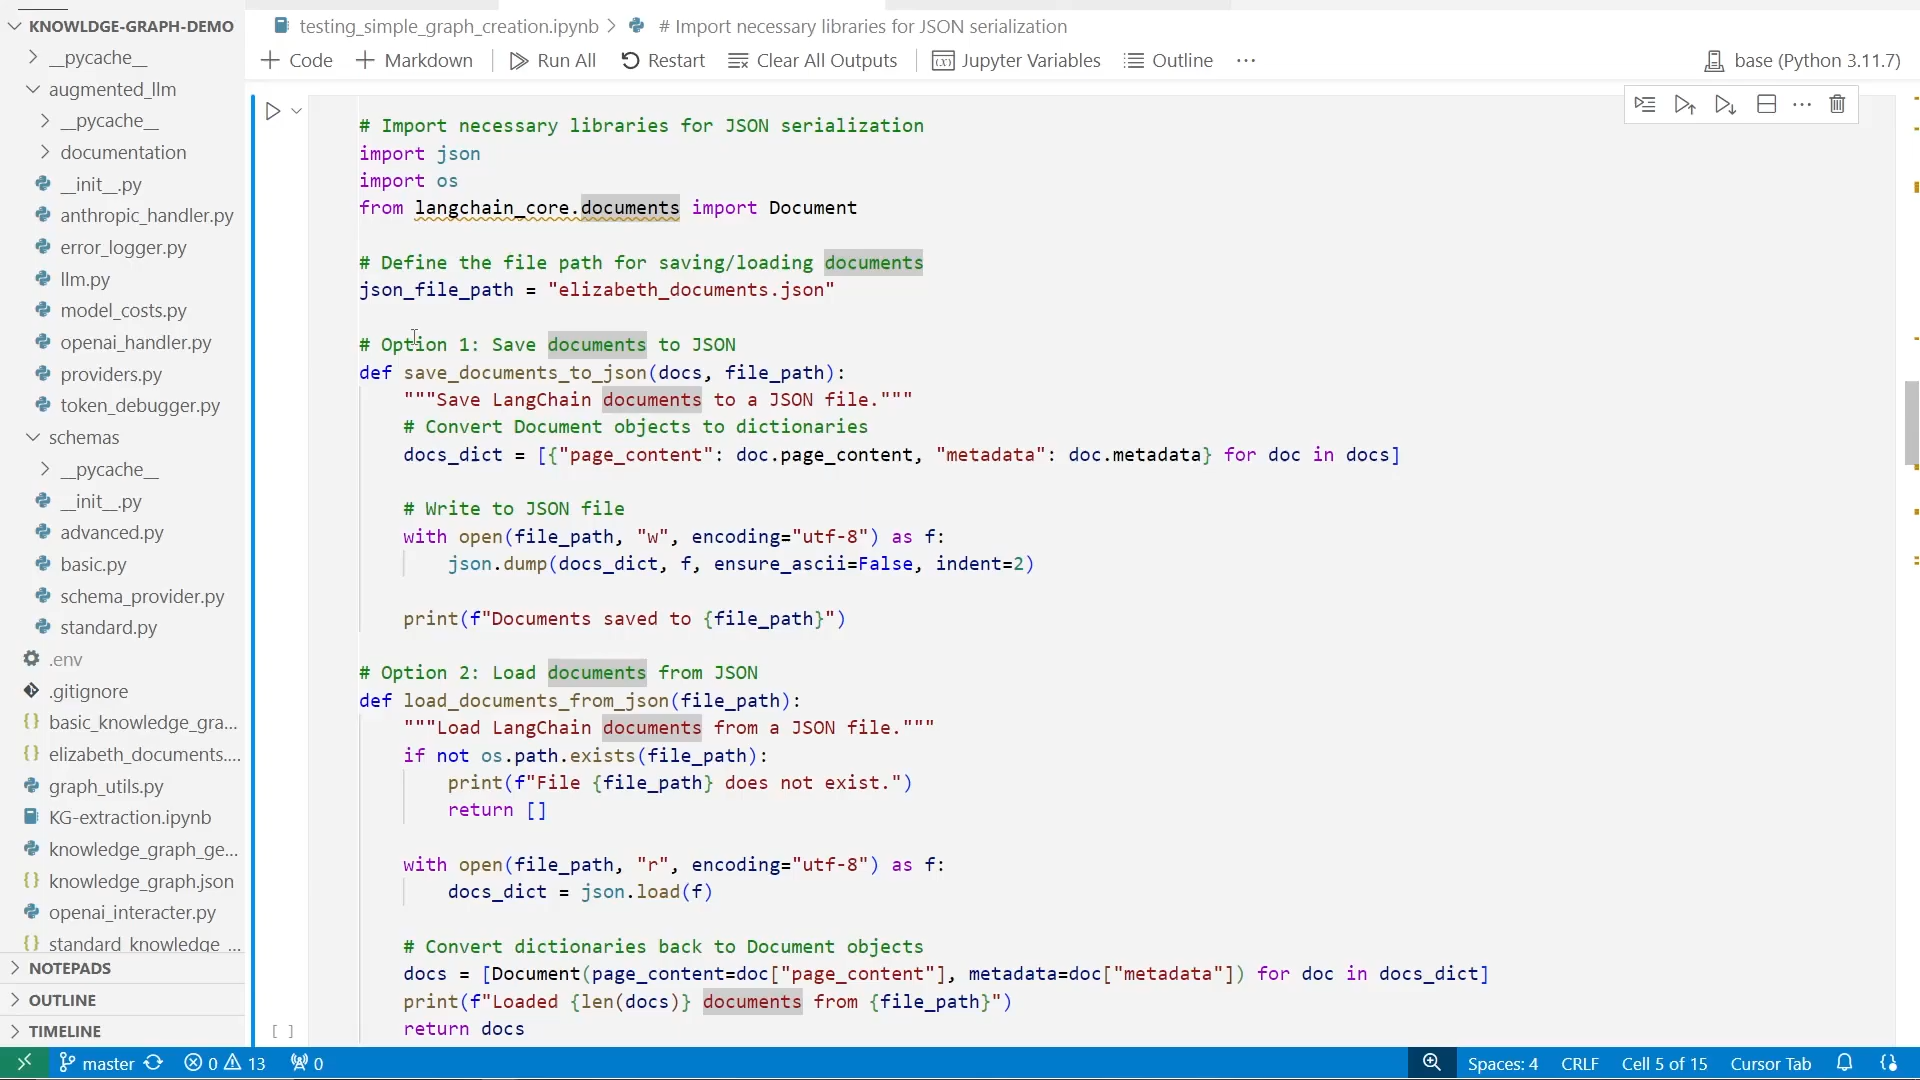 KNOWLDGE-GRAPH-DEMO
__pycache__
augmented_llm
__pycache__
documentation
__init__.py
anthropic_handler.py
error_logger.py
llm.py
model_costs.py
openai_handler.py
providers.py
token_debugger.py
schemas
__pycache__
__init__.py
advanced.py
basic.py
schema_provider.py
standard.py
.env
.gitignore
basic_knowledge_gra...
elizabeth_documents....
graph_utils.py
KG-extraction.ipynb
knowledge_graph_ge...
knowledge_graph.json
openai_interacter.py
standard_knowledge_...
NOTEPADS
OUTLINE
TIMELINE
testing_simple_graph_creation.ipynb > # Import necessary libraries for JSON serialization
+ Code + Markdown Run All Restart Clear All Outputs Jupyter Variables Outline ... base (Python 3.11.7)
# Import necessary libraries for JSON serialization
import json
import os
from langchain_core.documents import Document
# Define the file path for saving/loading documents
json_file_path = "elizabeth_documents.json"
# Option 1: Save documents to JSON
def save_documents_to_json(docs, file_path):
"""Save LangChain documents to a JSON file."""
# Convert Document objects to dictionaries
docs_dict = [{"page_content": doc.page_content, "metadata": doc.metadata} for doc in docs]
# Write to JSON file
with open(file_path, "w", encoding="utf-8") as f:
json.dump(docs_dict, f, ensure_ascii=False, indent=2)
print(f"Documents saved to {file_path}")
# Option 2: Load documents from JSON
def load_documents_from_json(file_path):
"""Load LangChain documents from a JSON file."""
if not os.path.exists(file_path):
print(f"File {file_path} does not exist.")
return []
with open(file_path, "r", encoding="utf-8") as f:
docs_dict = json.load(f)
# Convert dictionaries back to Document objects
docs = [Document(page_content=doc["page_content"], metadata=doc["metadata"]) for doc in docs_dict]
print(f"Loaded {len(docs)} documents from {file_path}")
return docs
[ ]
master 0 13 0 Spaces: 4 CRLF Cell 5 of 15 Cursor Tab